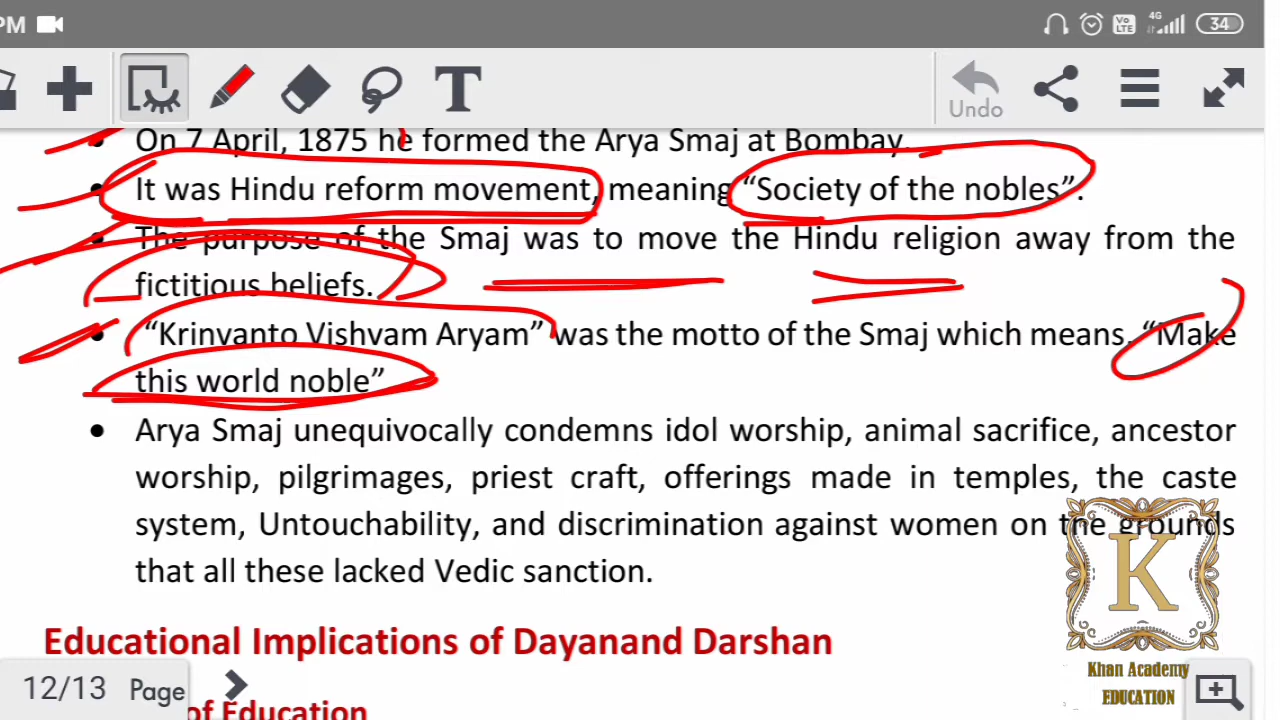 PM
Vo LTE 4G 34
T
Undo
On 7 April, 1875 he formed the Arya Smaj at Bombay.
It was Hindu reform movement, meaning “Society of the nobles”.
The purpose of the Smaj was to move the Hindu religion away from the
fictitious beliefs.
“Krinvanto Vishvam Aryam” was the motto of the Smaj which means, “Make
this world noble”
Arya Smaj unequivocally condemns idol worship, animal sacrifice, ancestor
worship, pilgrimages, priest craft, offerings made in temples, the caste
system, Untouchability, and discrimination against women on the grounds
that all these lacked Vedic sanction.
Educational Implications of Dayanand Darshan
12/13 Page
of Education
K
Khan Academy
EDUCATION